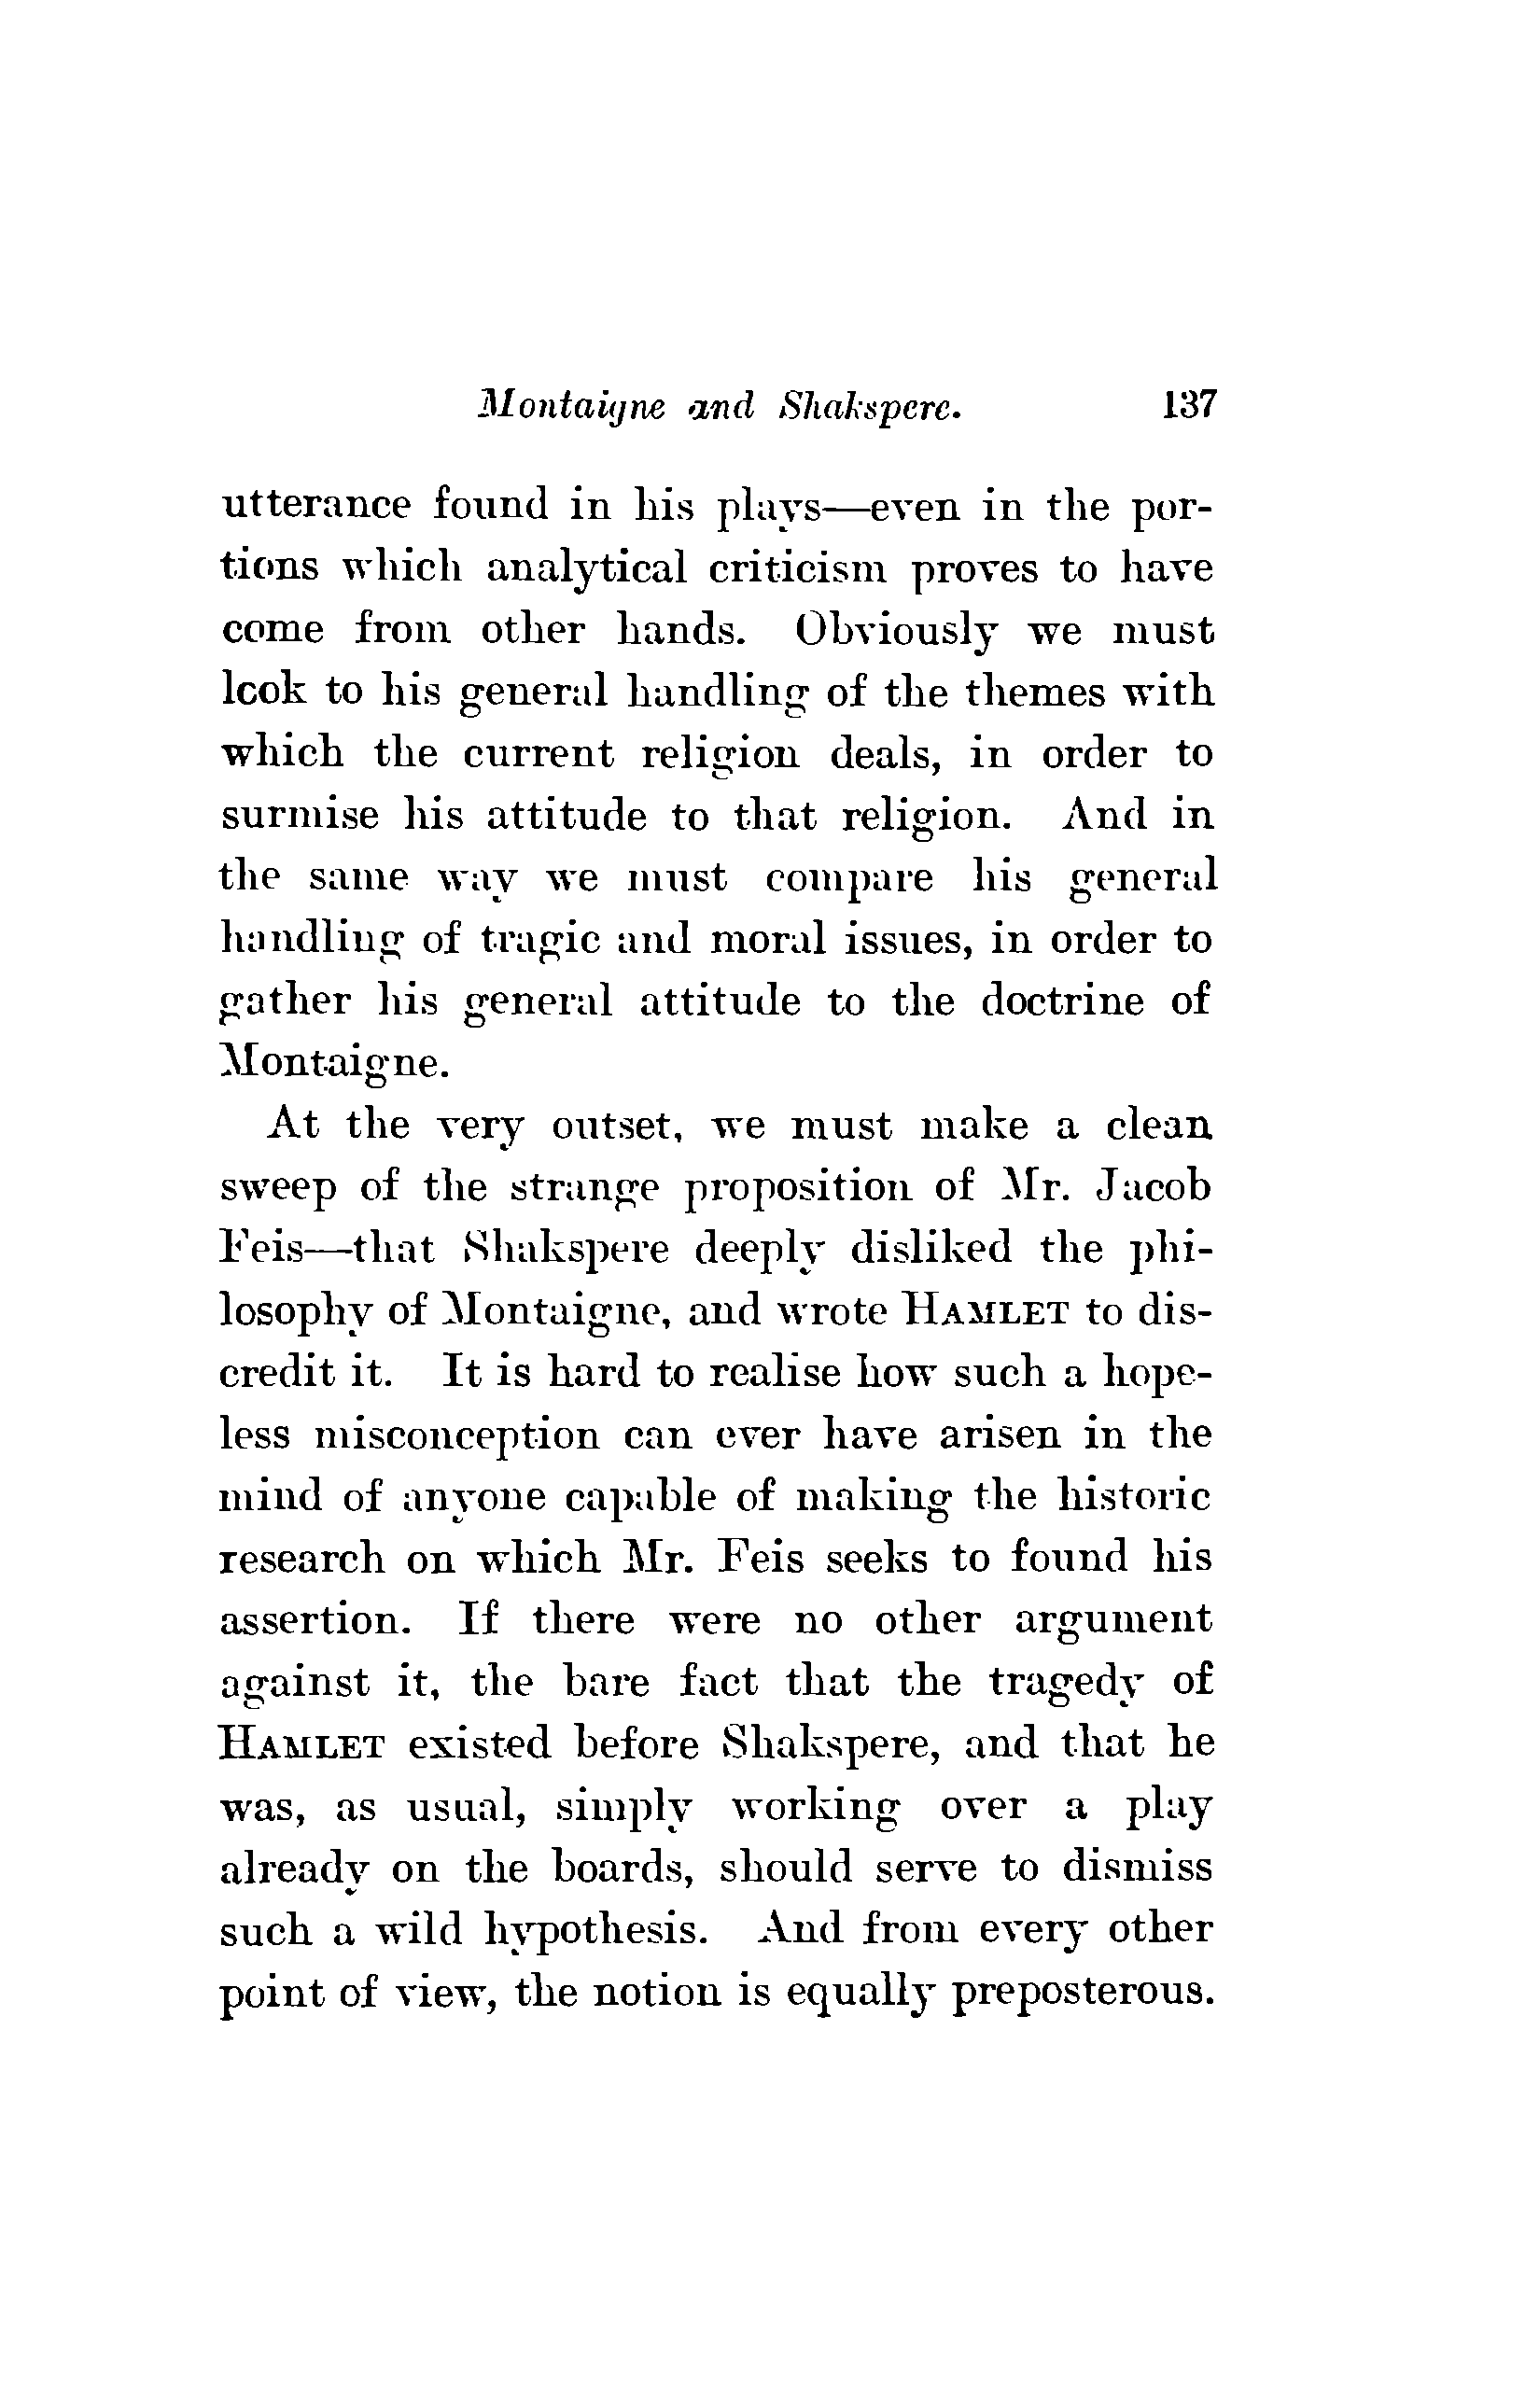 Montaigne and Shakspere. 137
utterance found in his plays—even in the por-
tions which analytical criticism proves to have
come from other hands. Obviously we must
look to his general handling of the themes with
which the current religion deals, in order to
surmise his attitude to that religion. And in
the same way we must compare his general
handling of tragic and moral issues, in order to
gather his general attitude to the doctrine of
Montaigne.
At the very outset, we must make a clean
sweep of the strange proposition of Mr. Jacob
Feis—that Shakspere deeply disliked the phi-
losophy of Montaigne, and wrote HAMLET to dis-
credit it. It is hard to realise how such a hope-
less misconception can ever have arisen in the
mind of anyone capable of making the historic
research on which Mr. Feis seeks to found his
assertion. If there were no other argument
against it, the bare fact that the tragedy of
HAMLET existed before Shakspere, and that he
was, as usual, simply working over a play
already on the boards, should serve to dismiss
such a wild hypothesis. And from every other
point of view, the notion is equally preposterous.